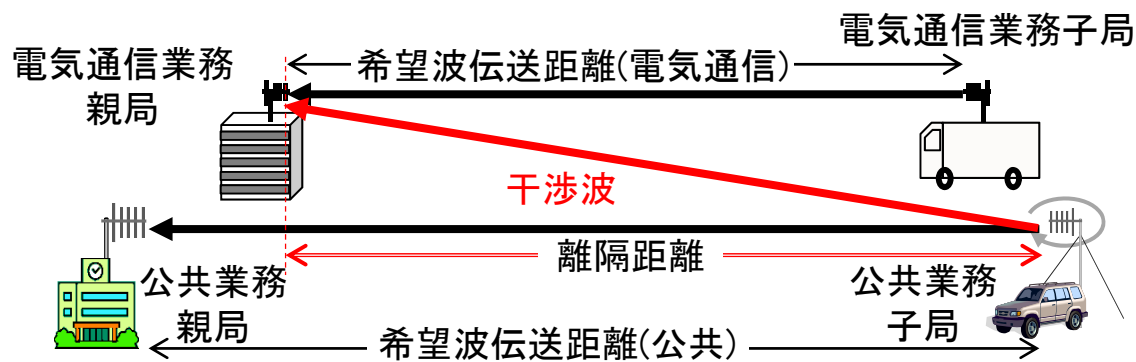 電気通信業務子局
電気通信業務
親局
希望波伝送距離(電気通信)
干渉波
離隔距離
公共業務
親局
公共業務
子局
希望波伝送距離(公共)